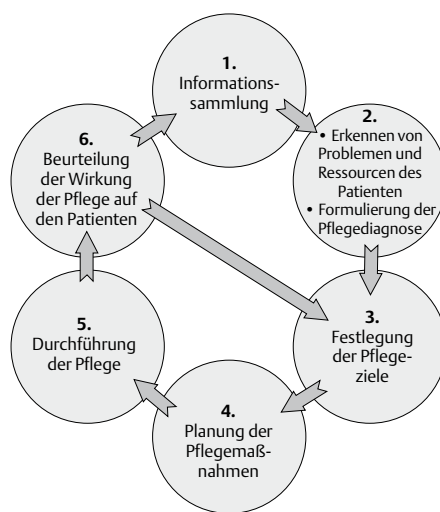 1.
Informations-
sammlung
2.
• Erkennen von
Problemen und
Ressourcen des
Patienten
• Formulierung der
Pflegediagnose
3.
Festlegung
der Pflege-
ziele
4.
Planung der
Pflegemaß-
nahmen
5.
Durchführung
der Pflege
6.
Beurteilung
der Wirkung
der Pflege auf
den Patienten